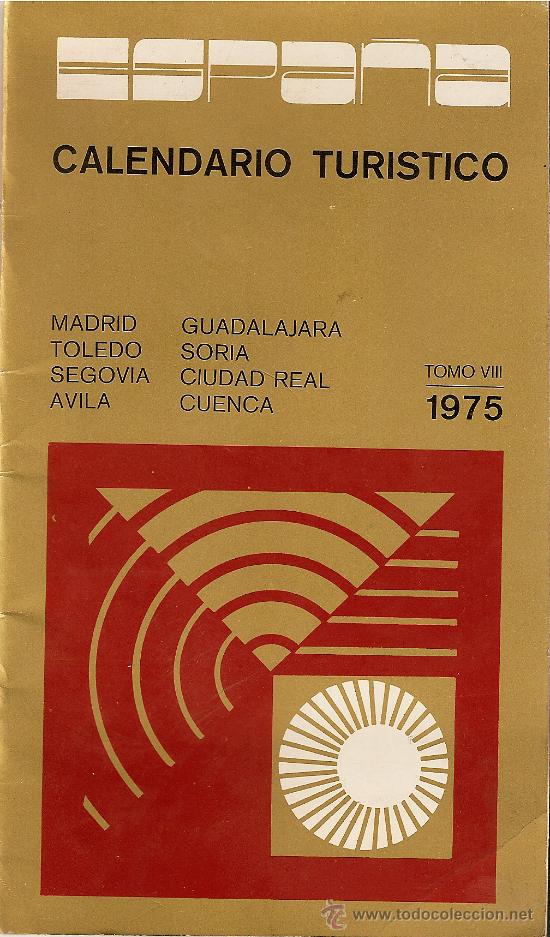 España
CALENDARIO TURISTICO
MADRID
TOLEDO
SEGOVIA
AVILA
GUADALAJARA
SORIA
CIUDAD REAL
CUENCA
TOMO VIII
1975
www.todocoleccion.net